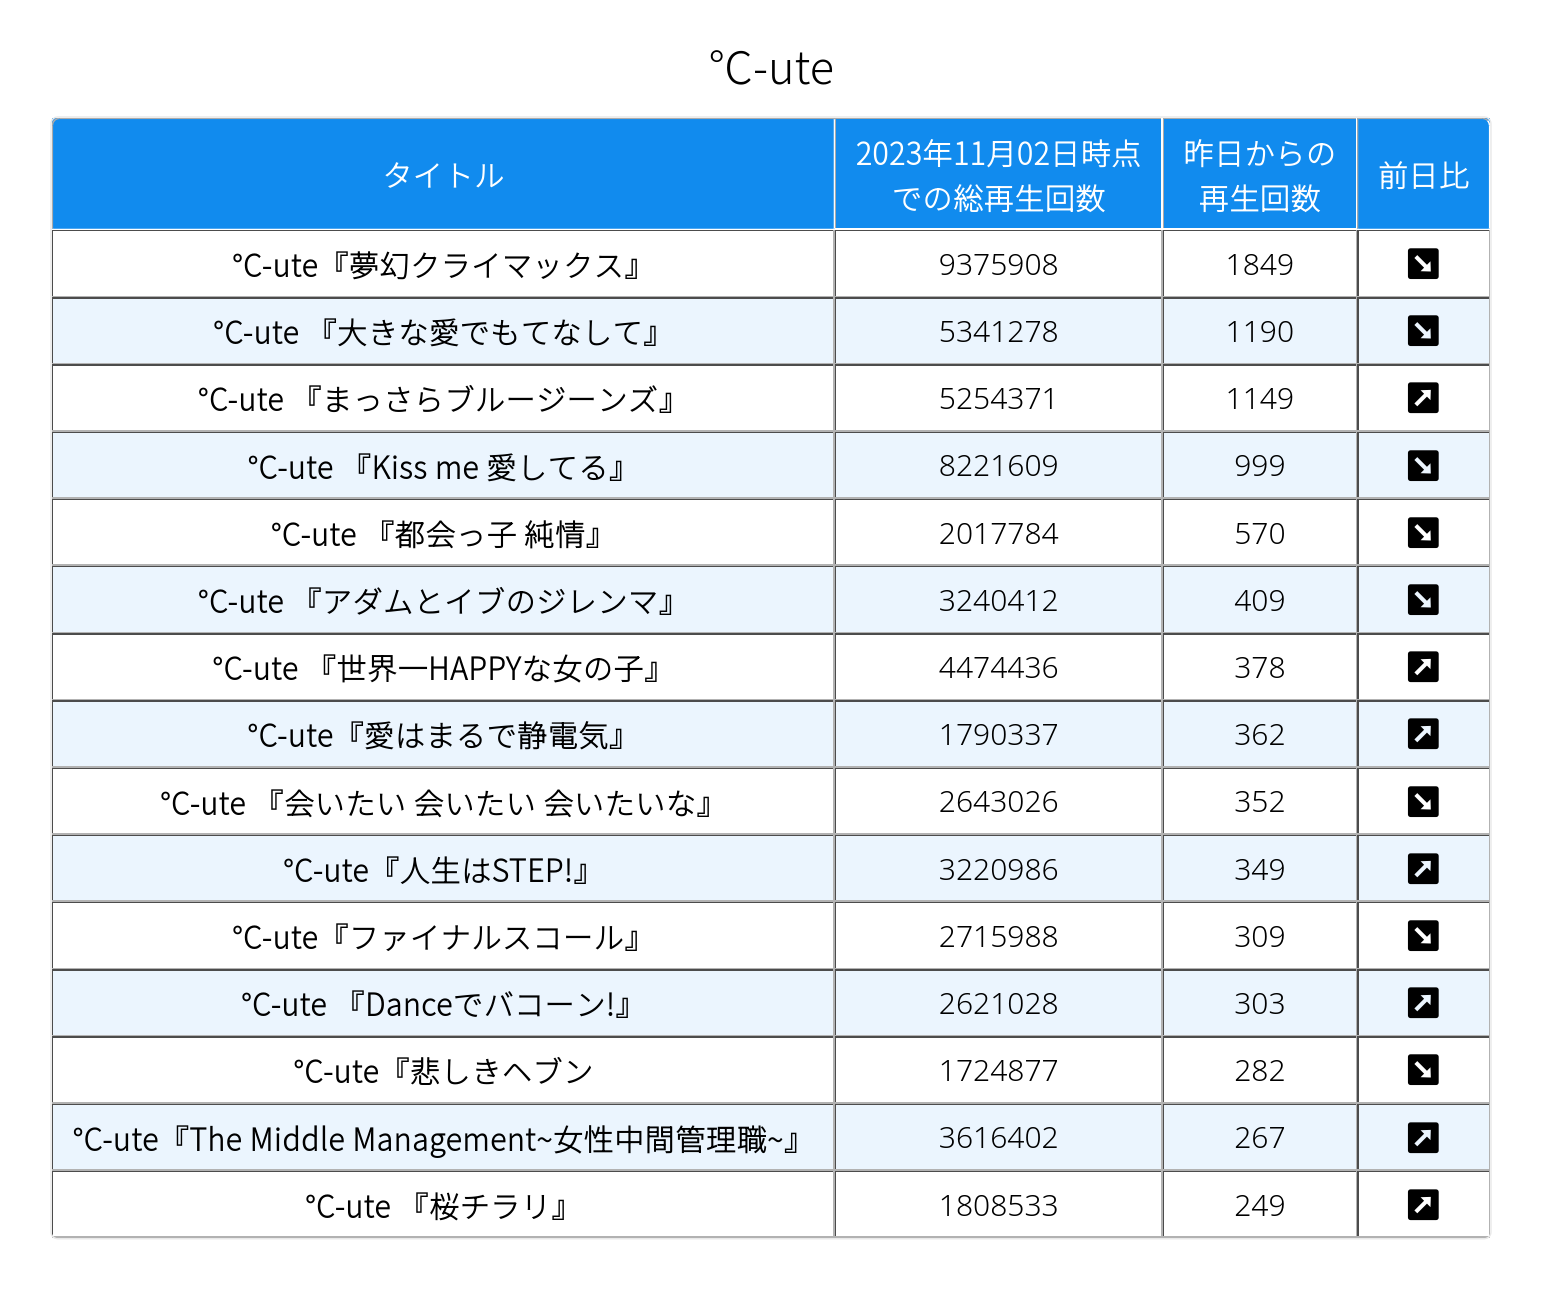 ℃-ute
タイトル
2023年11月02日時点
での総再生回数
昨日からの
再生回数
前日比
℃-ute『夢幻クライマックス』 9375908 1849
℃-ute 『大きな愛でもてなして』 5341278 1190
℃-ute 『まっさらブルージーンズ』 5254371 1149
℃-ute 『Kiss me 愛してる』 8221609 999
℃-ute 『都会っ子 純情』 2017784 570
℃-ute 『アダムとイブのジレンマ』 3240412 409
℃-ute 『世界一HAPPYな女の子』 4474436 378
℃-ute『愛はまるで静電気』 1790337 362
℃-ute 『会いたい 会いたい 会いたいな』 2643026 352
℃-ute『人生はSTEP!』 3220986 349
℃-ute『ファイナルスコール』 2715988 309
℃-ute 『Danceでバコーン!』 2621028 303
℃-ute『悲しきヘブン 1724877 282
℃-ute『The Middle Management~女性中間管理職~』 3616402 267
℃-ute 『桜チラリ』 1808533 249